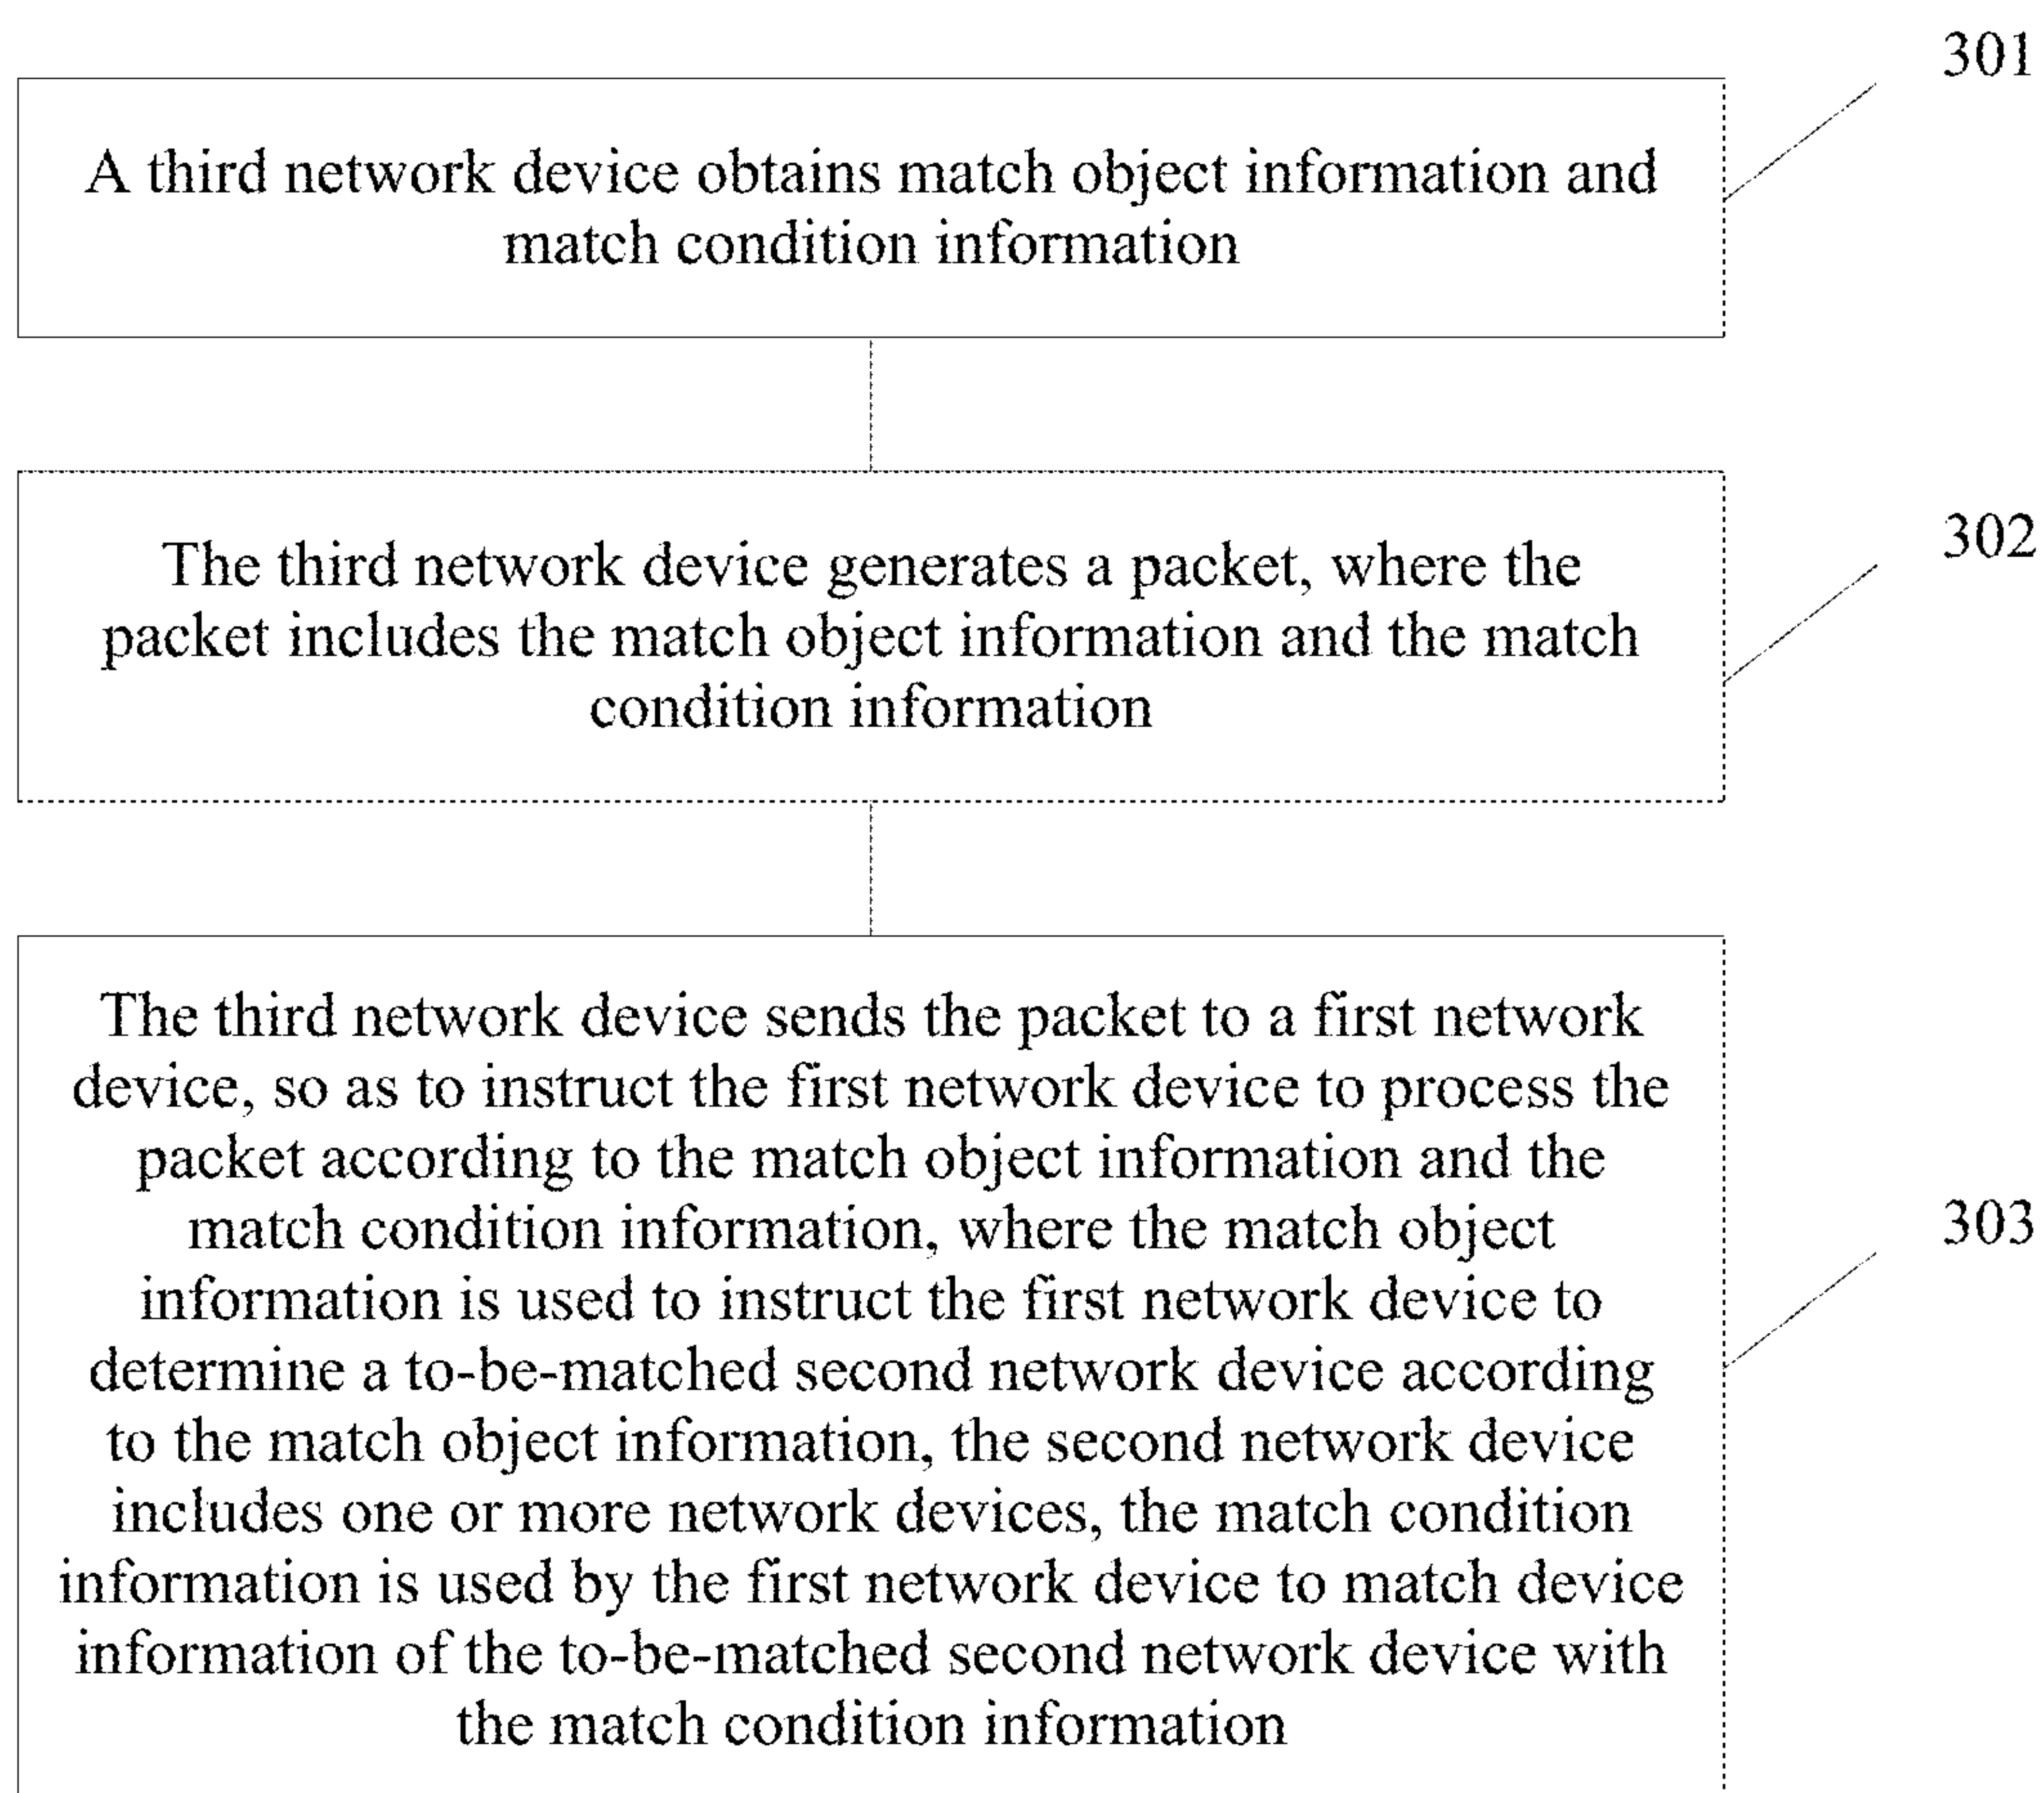 301
A third network device obtains match object information and
match condition information
302
The third network device generates a packet, where the
packet includes the match object information and the match
condition information
The third network device sends the packet to a first network
device, so as to instruct the first network device to process the
packet according to the match object information and the
match condition information, where the match object
303
information is used to instruct the first network device to
determine a to-be-matched second network device according
to the match object information, the second network device
includes one or more network devices, the match condition
information is used by the first network device to match device
information of the to-be-matched second network device with
the match condition information